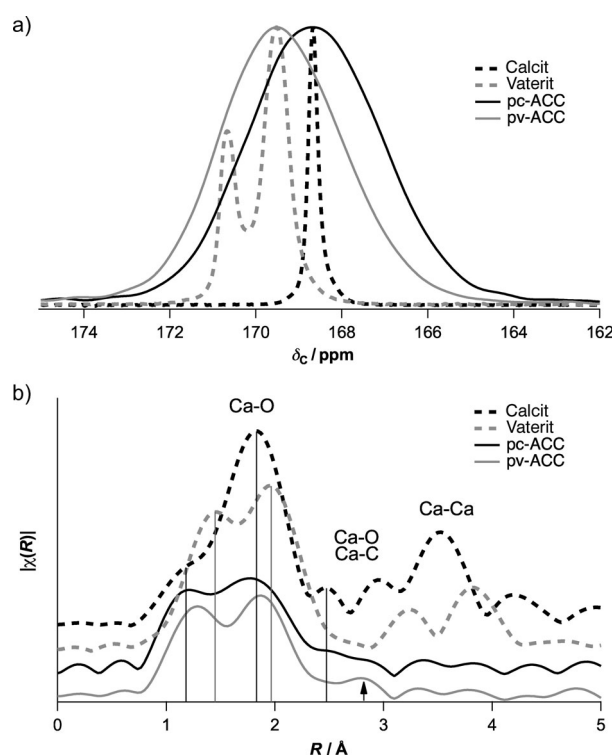 a)
Calcit
Vaterit
pc-ACC
pv-ACC
174 172 170 168 166 164 162
δC / ppm
b)
Ca-O
Calcit
Vaterit
pc-ACC
pv-ACC
Ca-O
Ca-C
Ca-Ca
|χ(R)|
0 1 2 3 4 5
R / Å